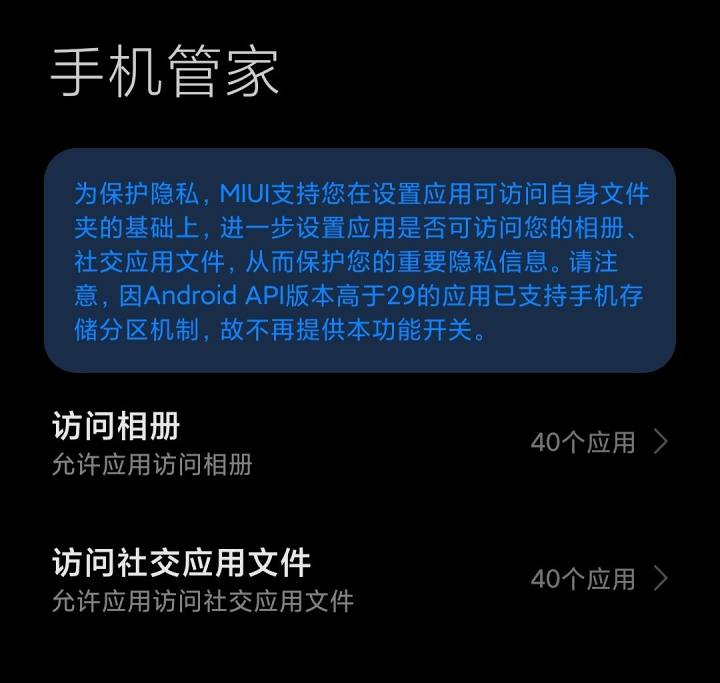 手机管家
为保护隐私，MIUI支持您在设置应用可访问自身文件
夹的基础上，进一步设置应用是否可访问您的相册、
社交应用文件，从而保护您的重要隐私信息。请注
意，因Android API版本高于29的应用已支持手机存
储分区机制，故不再提供本功能开关。
访问相册
40个应用
允许应用访问相册
访问社交应用文件
40个应用
允许应用访问社交应用文件